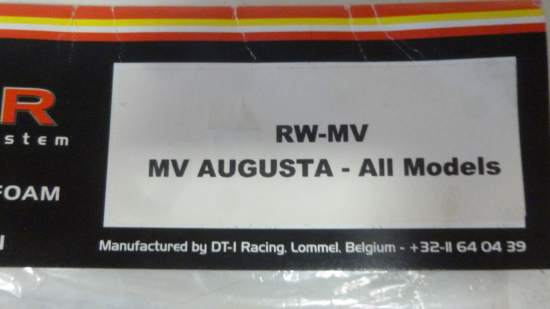 R
RW-MV
stem
MV AUGUSTA - All Models
FOAM
Manufactured by DT-1 Racing, Lommel, Belgium - +32-11 64 04 39